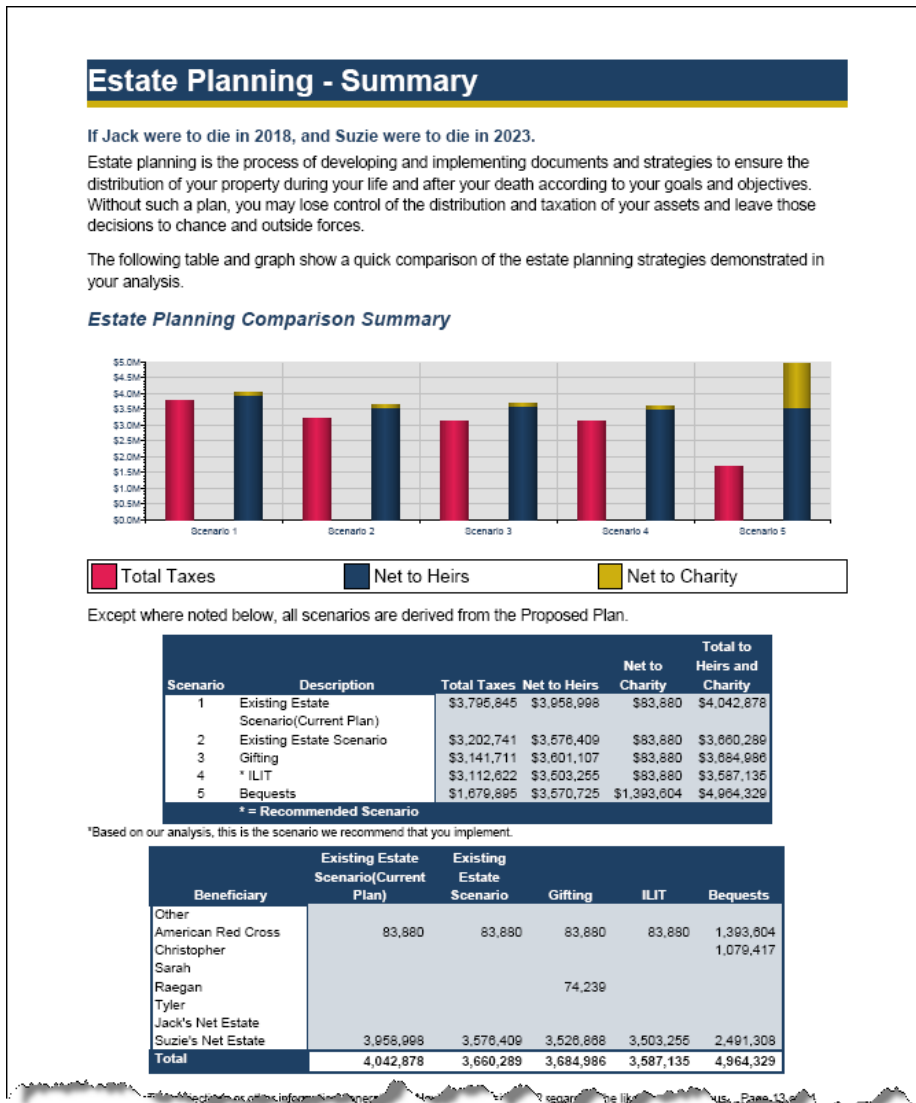 Estate Planning - Summary
If Jack were to die in 2018, and Suzie were to die in 2023.
Estate planning is the process of developing and implementing documents and strategies to ensure the
distribution of your property during your life and after your death according to your goals and objectives.
Without such a plan, you may lose control of the distribution and taxation of your assets and leave those
decisions to chance and outside forces.
The following table and graph show a quick comparison of the estate planning strategies demonstrated in
your analysis.
Estate Planning Comparison Summary
$5.0M
$4.5M
$4.0M
$3.5M
$3.0M
$2.5M
$2.0M
$1.5M
$1.0M
$0.5M
$0.0M
Scenario 1 Scenario 2 Scenario 3 Scenario 4 Scenario 5
Total Taxes Net to Heirs Net to Charity
Except where noted below, all scenarios are derived from the Proposed Plan.
Total to
Net to Heirs and
Scenario Description Total Taxes Net to Heirs Charity Charity
1 Existing Estate $3,795,845 $3,958,998 $83,880 $4,042,878
Scenario(Current Plan)
2 Existing Estate Scenario $3,202,741 $3,576,409 $83,880 $3,660,289
3 Gifting $3,141,711 $3,601,107 $83,880 $3,684,986
4 * ILIT $3,112,622 $3,503,255 $83,880 $3,587,135
5 Bequests $1,679,895 $3,570,725 $1,393,604 $4,964,329
* = Recommended Scenario
*Based on our analysis, this is the scenario we recommend that you implement.
Existing Estate Existing
Scenario(Current Estate
Beneficiary Plan) Scenario Gifting ILIT Bequests
Other
American Red Cross 83,880 83,880 83,880 83,880 1,393,604
Christopher 1,079,417
Sarah
Raegan 74,239
Tyler
Jack's Net Estate
Suzie's Net Estate 3,958,998 3,576,409 3,526,868 3,503,255 2,491,308
Total 4,042,878 3,660,289 3,684,986 3,587,135 4,964,329
Page 13